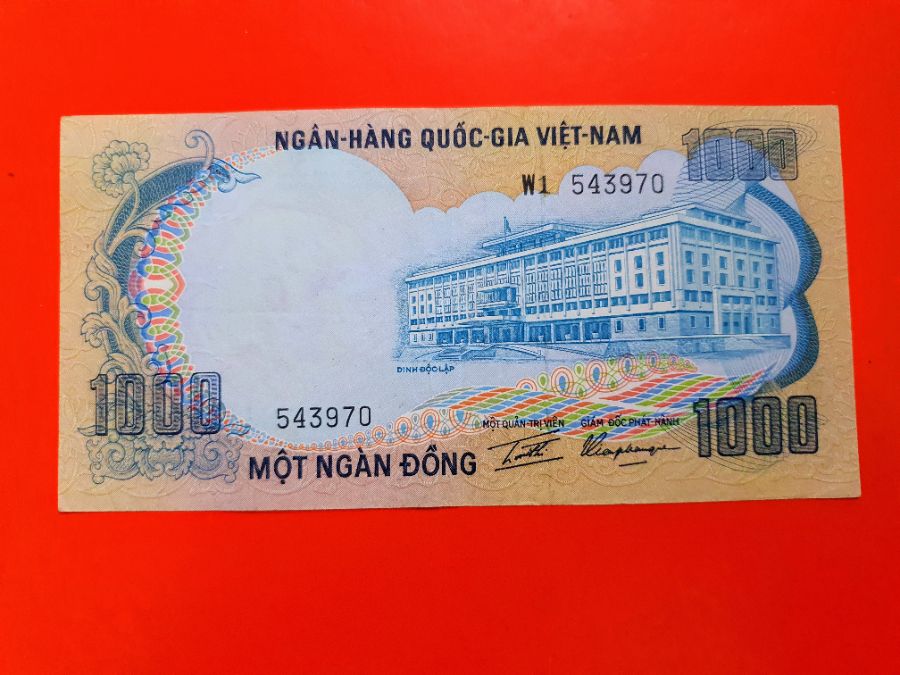 NGÂN-HÀNG QUỐC-GIA VIỆT-NAM
1000
W1 543970
DINH ĐỘC LẬP
1000
543970
MỘT QUẢN-TRỊ-VIÊN
GIÁM ĐỐC PHÁT HÀNH
1000
MỘT NGÀN ĐỒNG